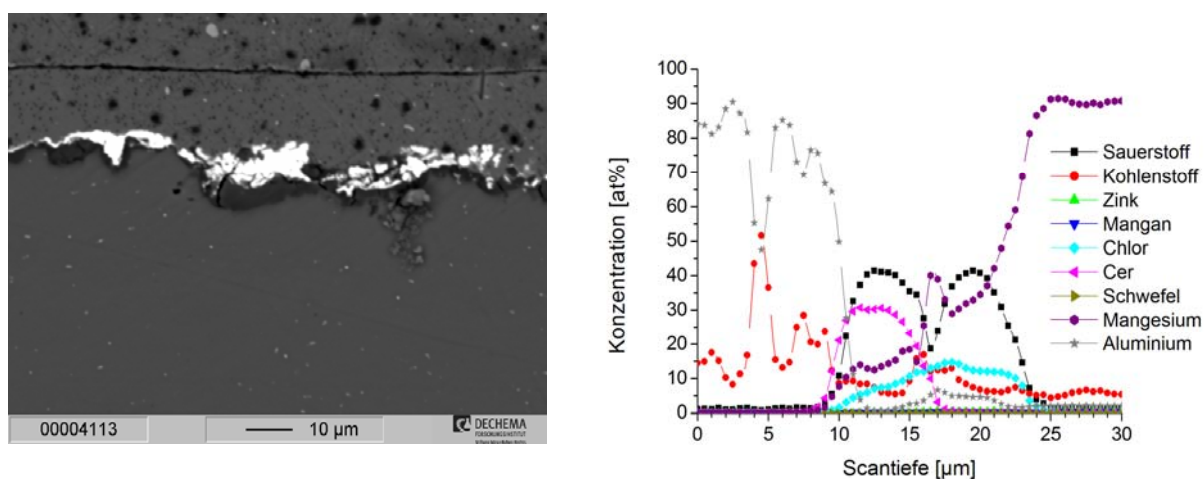 00004113
10 µm
DECHEMA
FORSCHUNGSINSTITUT
Konzentration [at%]
100
90
80
70
60
50
40
30
20
10
0
0 5 10 15 20 25 30
Scantiefe [µm]
Sauerstoff
Kohlenstoff
Zink
Mangan
Chlor
Cer
Schwefel
Mangesium
Aluminium